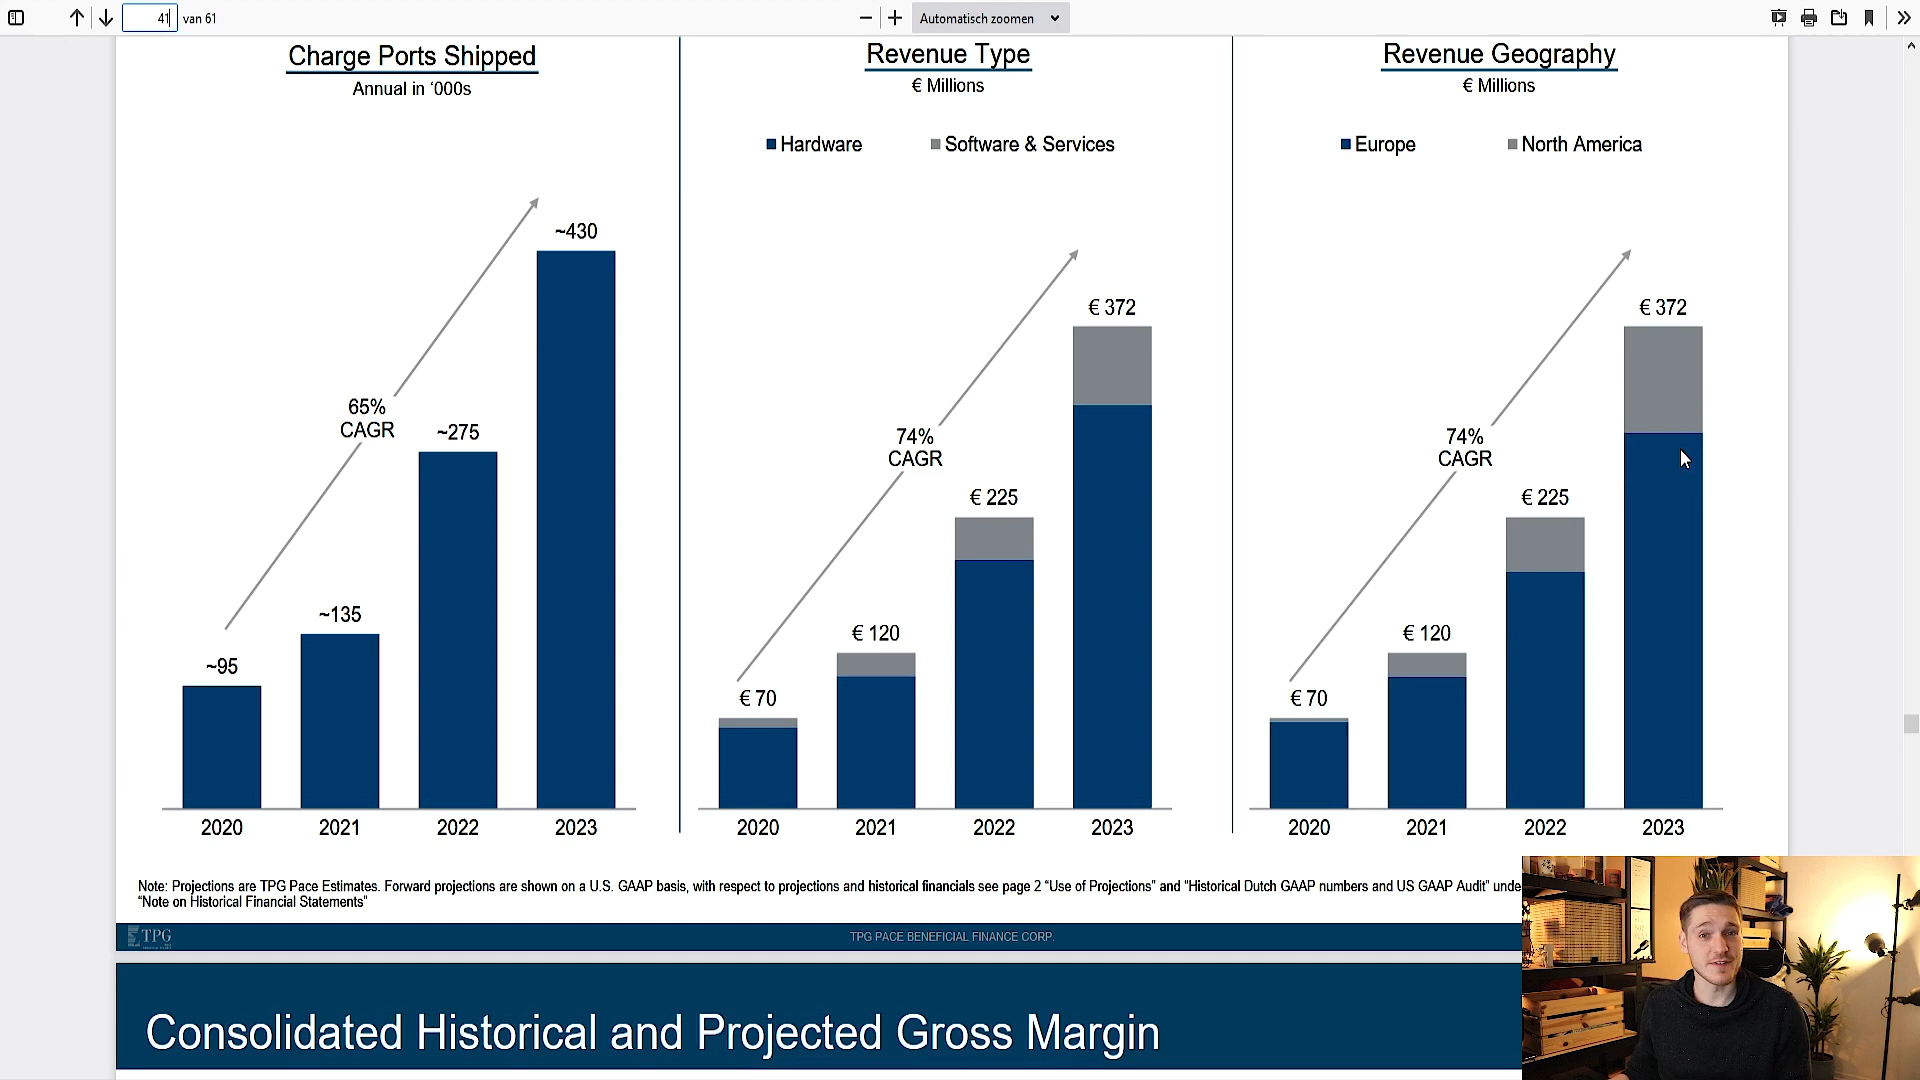 41 van 61
Automatisch zoomen
Charge Ports Shipped
Annual in ‘000s
~95
~135
~275
~430
65%
CAGR
2020 2021 2022 2023
Revenue Type
€ Millions
Hardware Software & Services
€ 70
€ 120
€ 225
€ 372
74%
CAGR
2020 2021 2022 2023
Revenue Geography
€ Millions
Europe North America
€ 70
€ 120
€ 225
€ 372
74%
CAGR
2020 2021 2022 2023
Note: Projections are TPG Pace Estimates. Forward projections are shown on a U.S. GAAP basis, with respect to projections and historical financials see page 2 “Use of Projections” and “Historical Dutch GAAP numbers and US GAAP Audit” unde
“Note on Historical Financial Statements”
TPG
TPG PACE BENEFICIAL FINANCE CORP.
Consolidated Historical and Projected Gross Margin